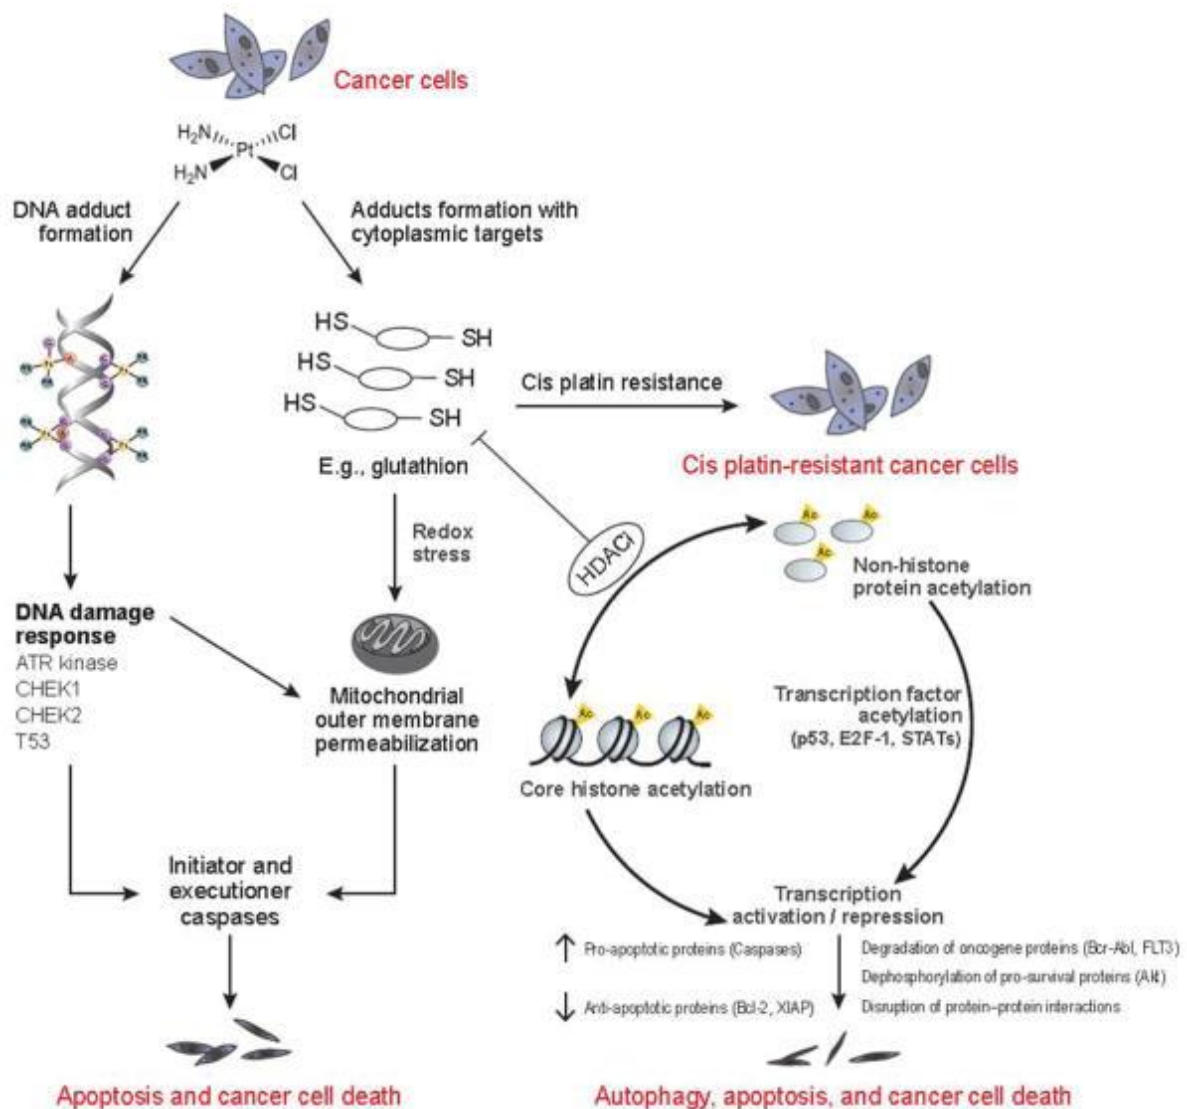 Cancer cells
H₂N
Cl
Pt
H₂N
Cl
DNA adduct
formation
Adducts formation with
cytoplasmic targets
HS
SH
HS
SH
HS
SH
E.g., glutathion
Cis platin resistance
Cis platin-resistant cancer cells
Redox
stress
HDACi
Ac
Ac
Ac
Non-histone
protein acetylation
DNA damage
response
ATR kinase
CHEK1
CHEK2
T53
Mitochondrial
outer membrane
permeabilization
Ac
Ac
Ac
Core histone acetylation
Transcription factor
acetylation
(p53, E2F-1, STATs)
Initiator and
executioner
caspases
Transcription
activation / repression
Pro-apoptotic proteins (Caspases)
Anti-apoptotic proteins (Bcl-2, XIAP)
Degradation of oncogene proteins (Bcr-Abl, FLT3)
Dephosphorylation of pro-survival proteins (Akt)
Disruption of protein–protein interactions
Apoptosis and cancer cell death
Autophagy, apoptosis, and cancer cell death